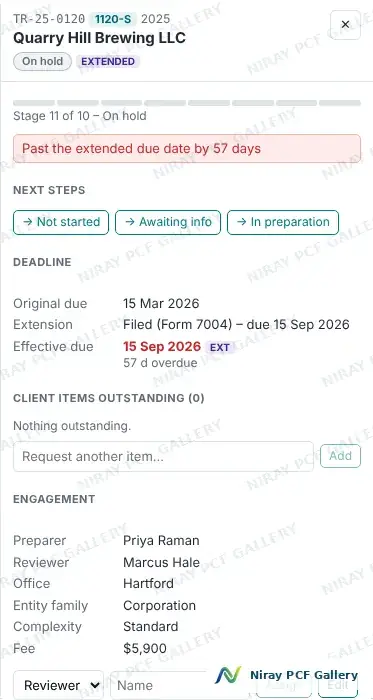 TR-25-0120 1120-S 2025
×
Quarry Hill Brewing LLC
On hold EXTENDED
Stage 11 of 10 – On hold
Past the extended due date by 57 days
NEXT STEPS
→ Not started → Awaiting info → In preparation
DEADLINE
Original due 15 Mar 2026
Extension Filed (Form 7004) – due 15 Sep 2026
Effective due 15 Sep 2026 EXT
57 d overdue
CLIENT ITEMS OUTSTANDING (0)
Nothing outstanding.
Request another item... Add
ENGAGEMENT
Preparer Priya Raman
Reviewer Marcus Hale
Office Hartford
Entity family Corporation
Complexity Standard
Fee $5,900
Reviewer Name Edit
Niray PCF Gallery
NIRAY PCF GALLERY